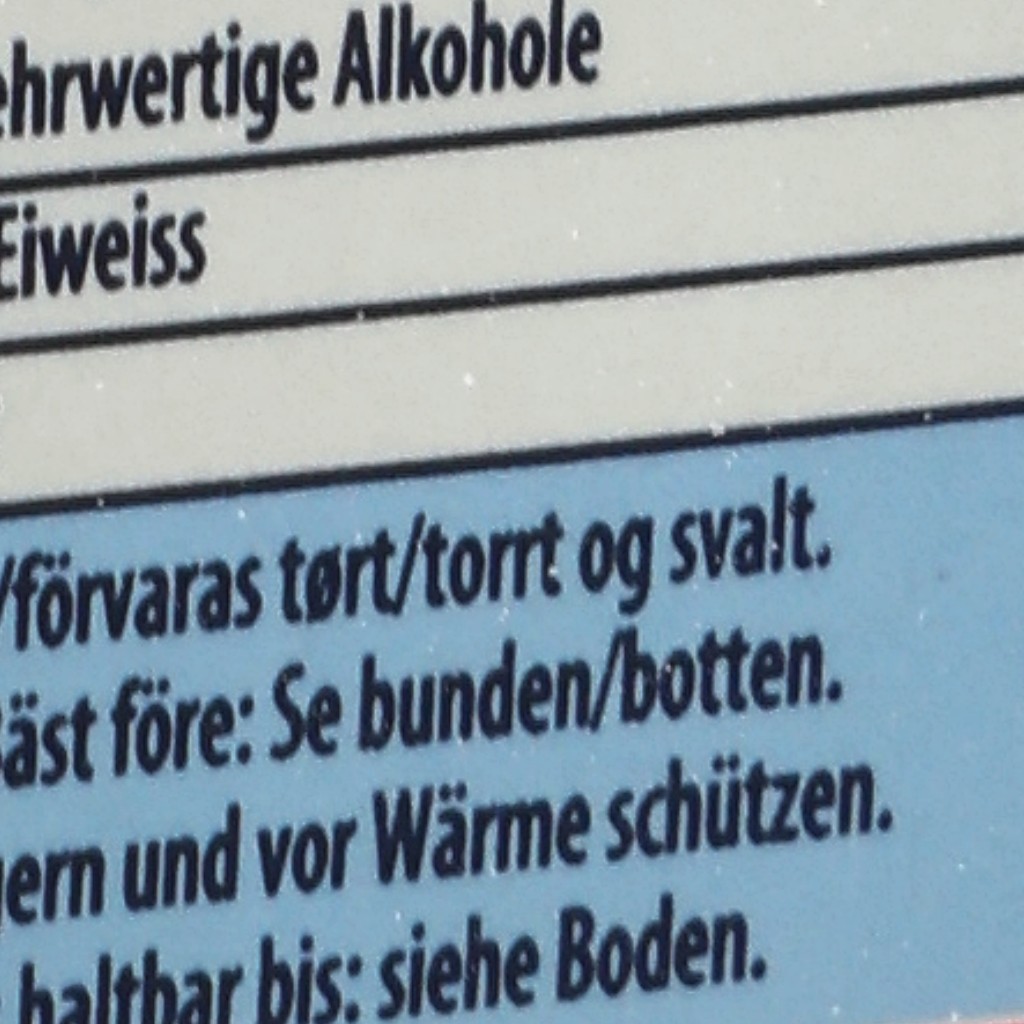 ehrwertige Alkohole
Eiweiss
/förvaras tørt/torrt og svalt.
äst före: Se bunden/botten.
ern und vor Wärme schützen.
haltbar bis: siehe Boden.